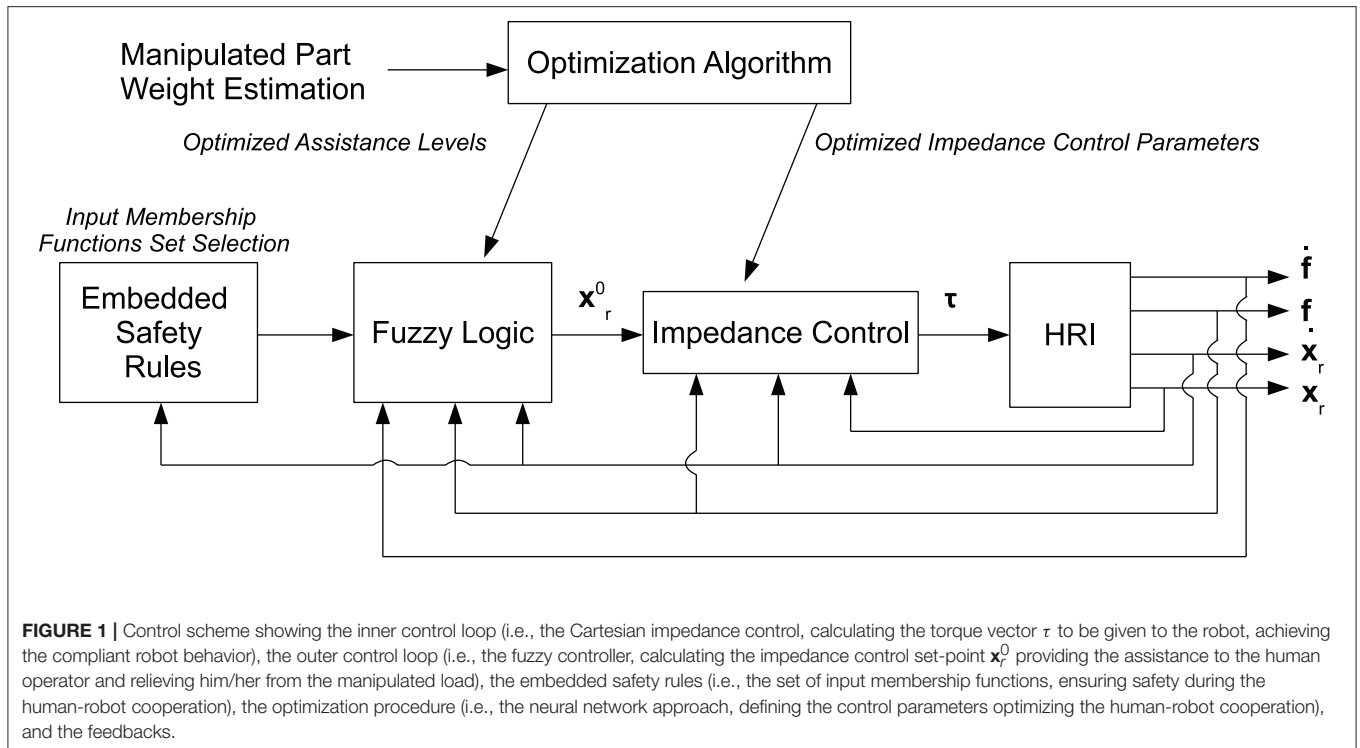 Manipulated Part
Weight Estimation
Optimization Algorithm
Optimized Assistance Levels
Optimized Impedance Control Parameters
Input Membership
Functions Set Selection
Embedded
Safety
Rules
Fuzzy Logic
x⁰ᵣ
Impedance Control
τ
HRI
ḟ
f
ẋᵣ
xᵣ
FIGURE 1 | Control scheme showing the inner control loop (i.e., the Cartesian impedance control, calculating the torque vector τ to be given to the robot, achieving
the compliant robot behavior), the outer control loop (i.e., the fuzzy controller, calculating the impedance control set-point x⁰ᵣ providing the assistance to the human
operator and relieving him/her from the manipulated load), the embedded safety rules (i.e., the set of input membership functions, ensuring safety during the
human-robot cooperation), the optimization procedure (i.e., the neural network approach, defining the control parameters optimizing the human-robot cooperation),
and the feedbacks.